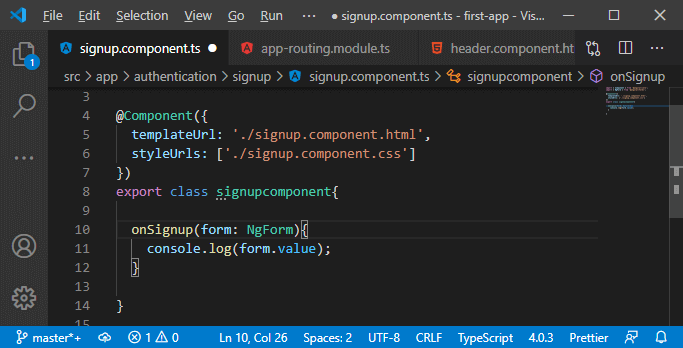 File Edit Selection View Go Run ··· ● signup.component.ts - first-app - Vis...
signup.component.ts ● app-routing.module.ts header.component.ht
src > app > authentication > signup > signup.component.ts > signupcomponent > onSignup
3
4 @Component({
5 templateUrl: './signup.component.html',
6 styleUrls: ['./signup.component.css']
7 })
8 export class signupcomponent{
9
10 onSignup(form: NgForm){
11 console.log(form.value);
12 }
13
14 }
15
1
master*+ 1 0 Ln 10, Col 26 Spaces: 2 UTF-8 CRLF TypeScript 4.0.3 Prettier